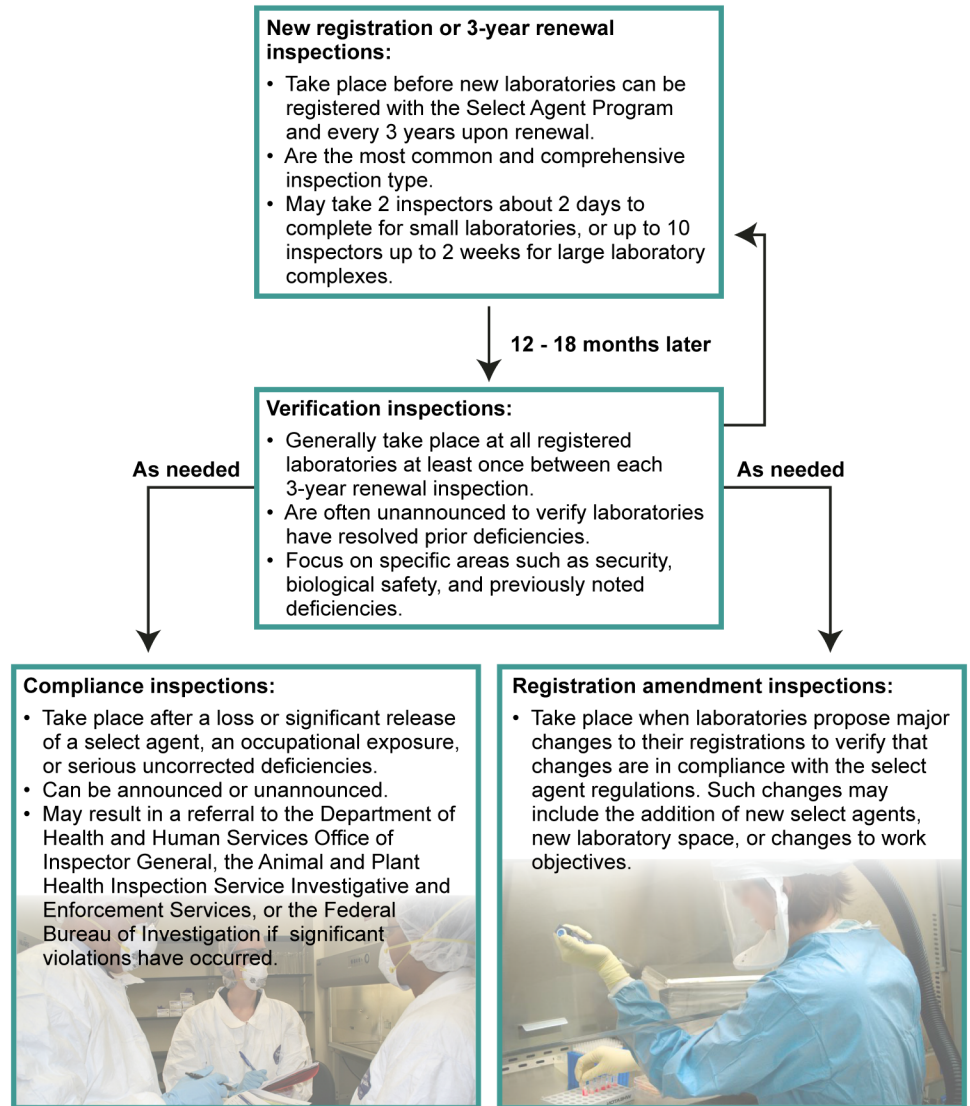 New registration or 3-year renewal
inspections:
• Take place before new laboratories can be
registered with the Select Agent Program
and every 3 years upon renewal.
• Are the most common and comprehensive
inspection type.
• May take 2 inspectors about 2 days to
complete for small laboratories, or up to 10
inspectors up to 2 weeks for large laboratory
complexes.
12 - 18 months later
Verification inspections:
• Generally take place at all registered
laboratories at least once between each
3-year renewal inspection.
• Are often unannounced to verify laboratories
have resolved prior deficiencies.
• Focus on specific areas such as security,
biological safety, and previously noted
deficiencies.
As needed
As needed
Compliance inspections:
• Take place after a loss or significant release
of a select agent, an occupational exposure,
or serious uncorrected deficiencies.
• Can be announced or unannounced.
• May result in a referral to the Department of
Health and Human Services Office of
Inspector General, the Animal and Plant
Health Inspection Service Investigative and
Enforcement Services, or the Federal
Bureau of Investigation if significant
violations have occurred.
Registration amendment inspections:
• Take place when laboratories propose major
changes to their registrations to verify that
changes are in compliance with the select
agent regulations. Such changes may
include the addition of new select agents,
new laboratory space, or changes to work
objectives.